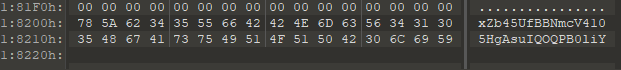 1:81F0h: 00 00 00 00 00 00 00 00 00 00 00 00 00 00 00 00 ................
1:8200h: 78 5A 62 34 35 55 66 42 42 4E 6D 63 56 34 31 30 xZb45UfBBNmcV410
1:8210h: 35 48 67 41 73 75 49 51 4F 51 50 42 30 6C 69 59 5HgAsuIQOQPB0liY
1:8220h: